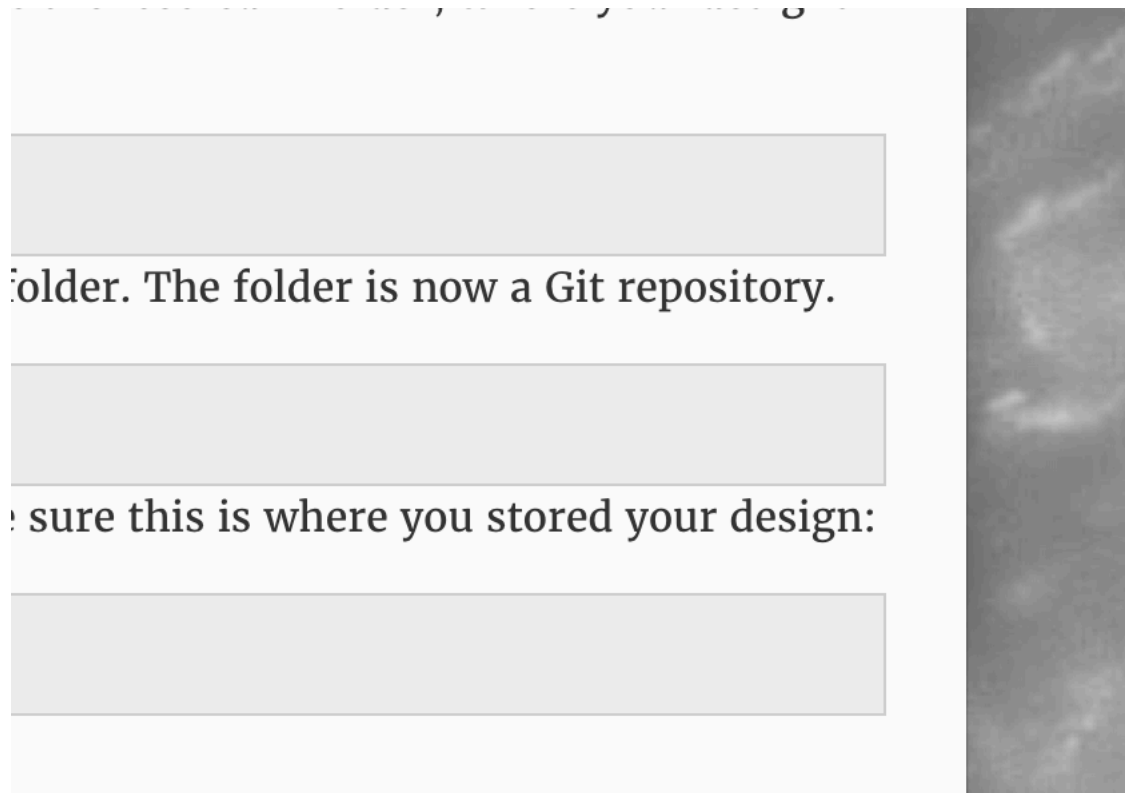 folder. The folder is now a Git repository.
sure this is where you stored your design: